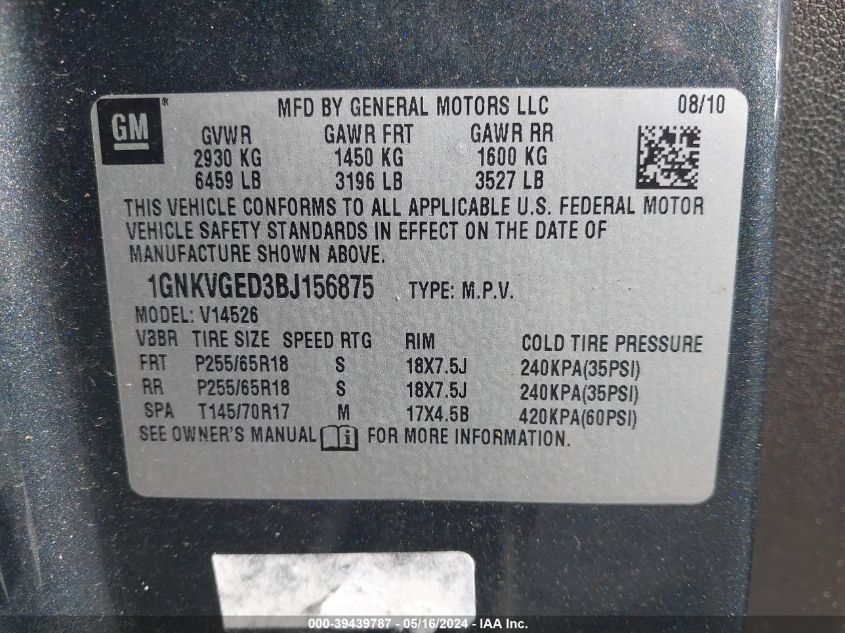 GM® MFD BY GENERAL MOTORS LLC 08/10
GVWR GAWR FRT GAWR RR
2930 KG 1450 KG 1600 KG
6459 LB 3196 LB 3527 LB
THIS VEHICLE CONFORMS TO ALL APPLICABLE U.S. FEDERAL MOTOR
VEHICLE SAFETY STANDARDS IN EFFECT ON THE DATE OF
MANUFACTURE SHOWN ABOVE.
1GNKVGED3BJ156875 TYPE: M.P.V.
MODEL: V14526
VBBR TIRE SIZE SPEED RTG RIM COLD TIRE PRESSURE
FRT P255/65R18 S 18X7.5J 240KPA(35PSI)
RR P255/65R18 S 18X7.5J 240KPA(35PSI)
SPA T145/70R17 M 17X4.5B 420KPA(60PSI)
SEE OWNER'S MANUAL FOR MORE INFORMATION.
000-39439787 - 05/16/2024 - IAA Inc.